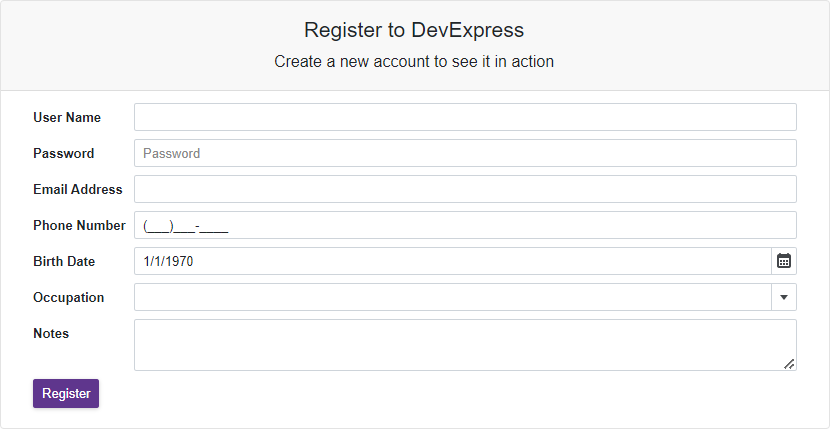 Register to DevExpress
Create a new account to see it in action
User Name
Password Password
Email Address
Phone Number (___)___-____
Birth Date 1/1/1970
Occupation
Notes
Register